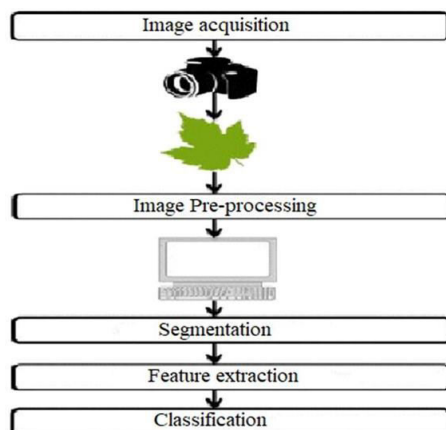 Image acquisition
Image Pre-processing
Segmentation
Feature extraction
Classification